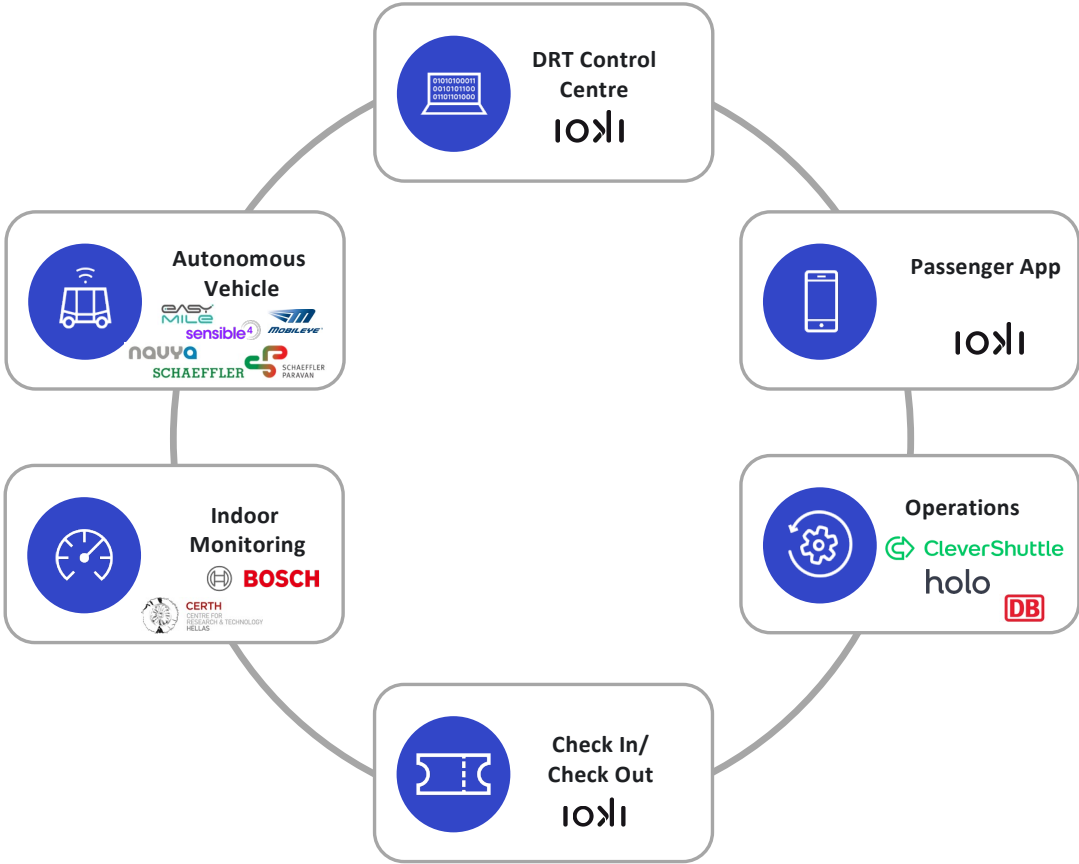 01010100011
0010101100
01101101000
DRT Control
Centre
ioki
Autonomous
Vehicle
EASY
MILE
sensible4
MOBILEYE
navya
SCHAEFFLER
SCHAEFFLER
PARAVAN
Passenger App
ioki
Indoor
Monitoring
BOSCH
CERTH
CENTRE FOR
RESEARCH & TECHNOLOGY
HELLAS
Operations
CleverShuttle
holo
DB
Check In/
Check Out
ioki